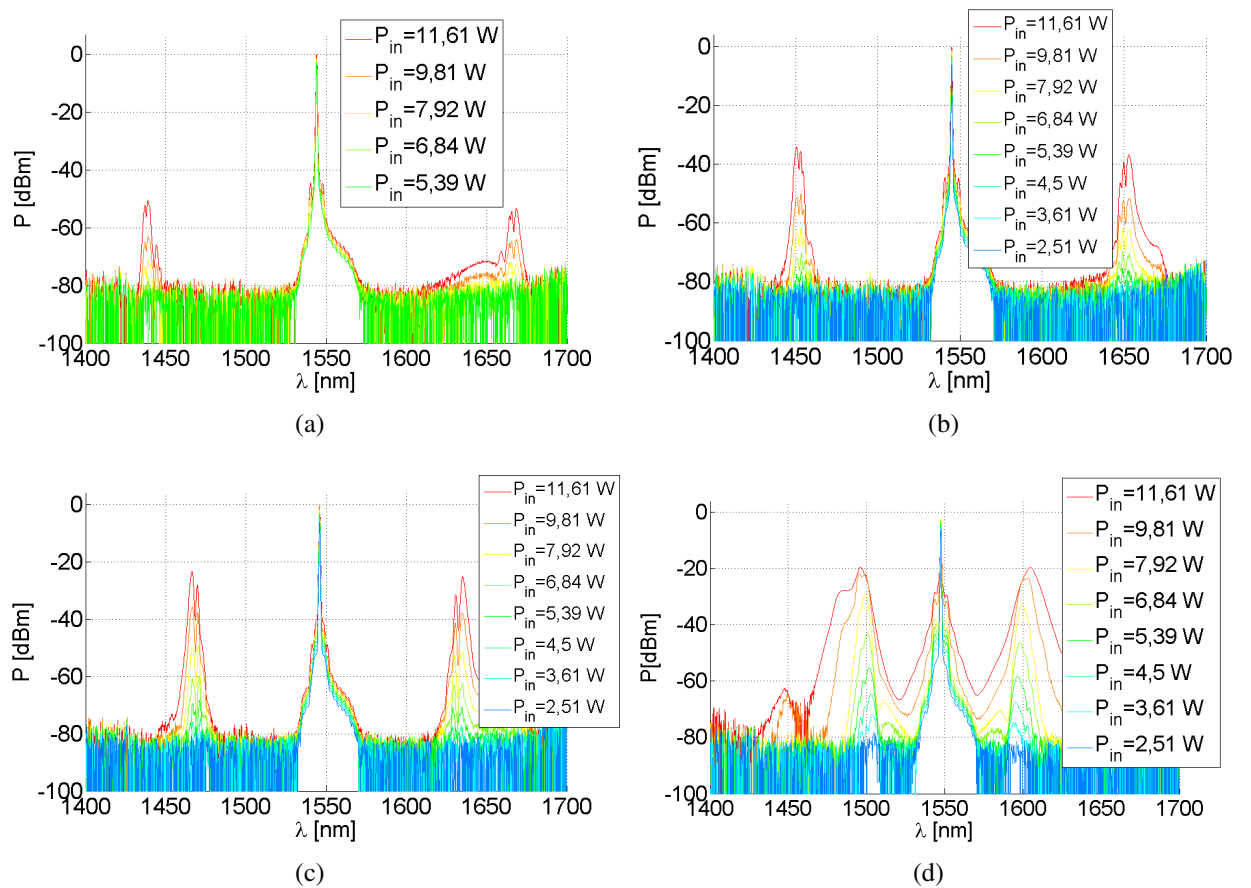 P_in=11,61 W
P_in=9,81 W
P_in=7,92 W
P_in=6,84 W
P_in=5,39 W
0
-20
-40
-60
-80
-100
P [dBm]
1400 1450 1500 1550 1600 1650 1700
λ [nm]
(a)
P_in=11,61 W
P_in=9,81 W
P_in=7,92 W
P_in=6,84 W
P_in=5,39 W
P_in=4,5 W
P_in=3,61 W
P_in=2,51 W
0
-20
-40
-60
-80
-100
P [dBm]
1400 1450 1500 1550 1600 1650 1700
λ [nm]
(b)
P_in=11,61 W
P_in=9,81 W
P_in=7,92 W
P_in=6,84 W
P_in=5,39 W
P_in=4,5 W
P_in=3,61 W
P_in=2,51 W
0
-20
-40
-60
-80
-100
P [dBm]
1400 1450 1500 1550 1600 1650 1700
λ [nm]
(c)
P_in=11,61 W
P_in=9,81 W
P_in=7,92 W
P_in=6,84 W
P_in=5,39 W
P_in=4,5 W
P_in=3,61 W
P_in=2,51 W
0
-20
-40
-60
-80
-100
P[dBm]
1400 1450 1500 1550 1600 1650 1700
λ [nm]
(d)